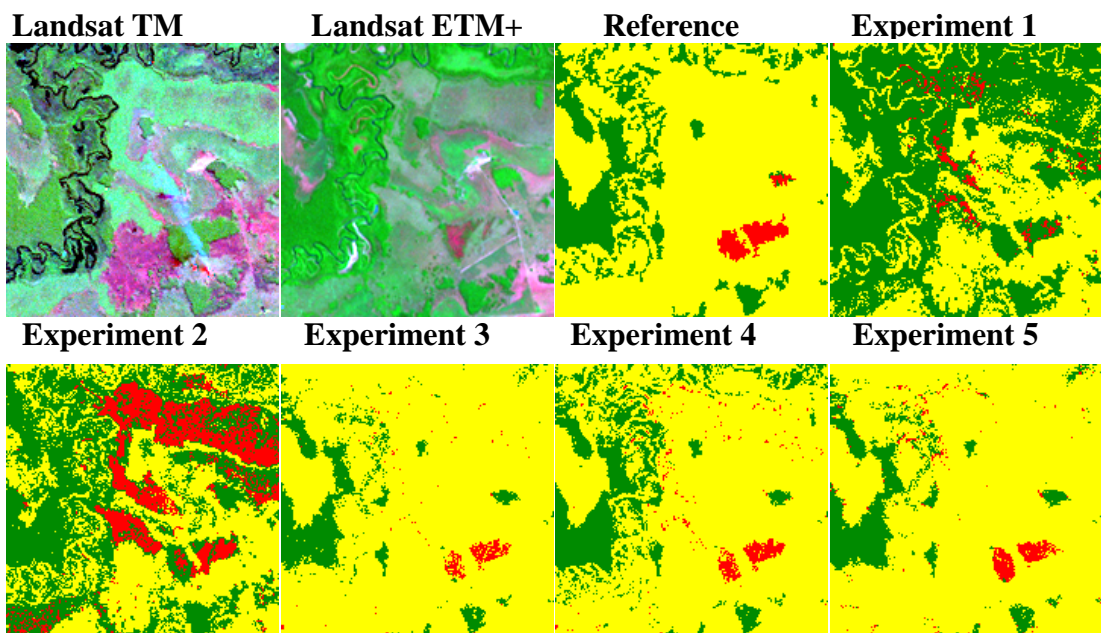 Landsat TM
Landsat ETM+
Reference
Experiment 1
Experiment 2
Experiment 3
Experiment 4
Experiment 5